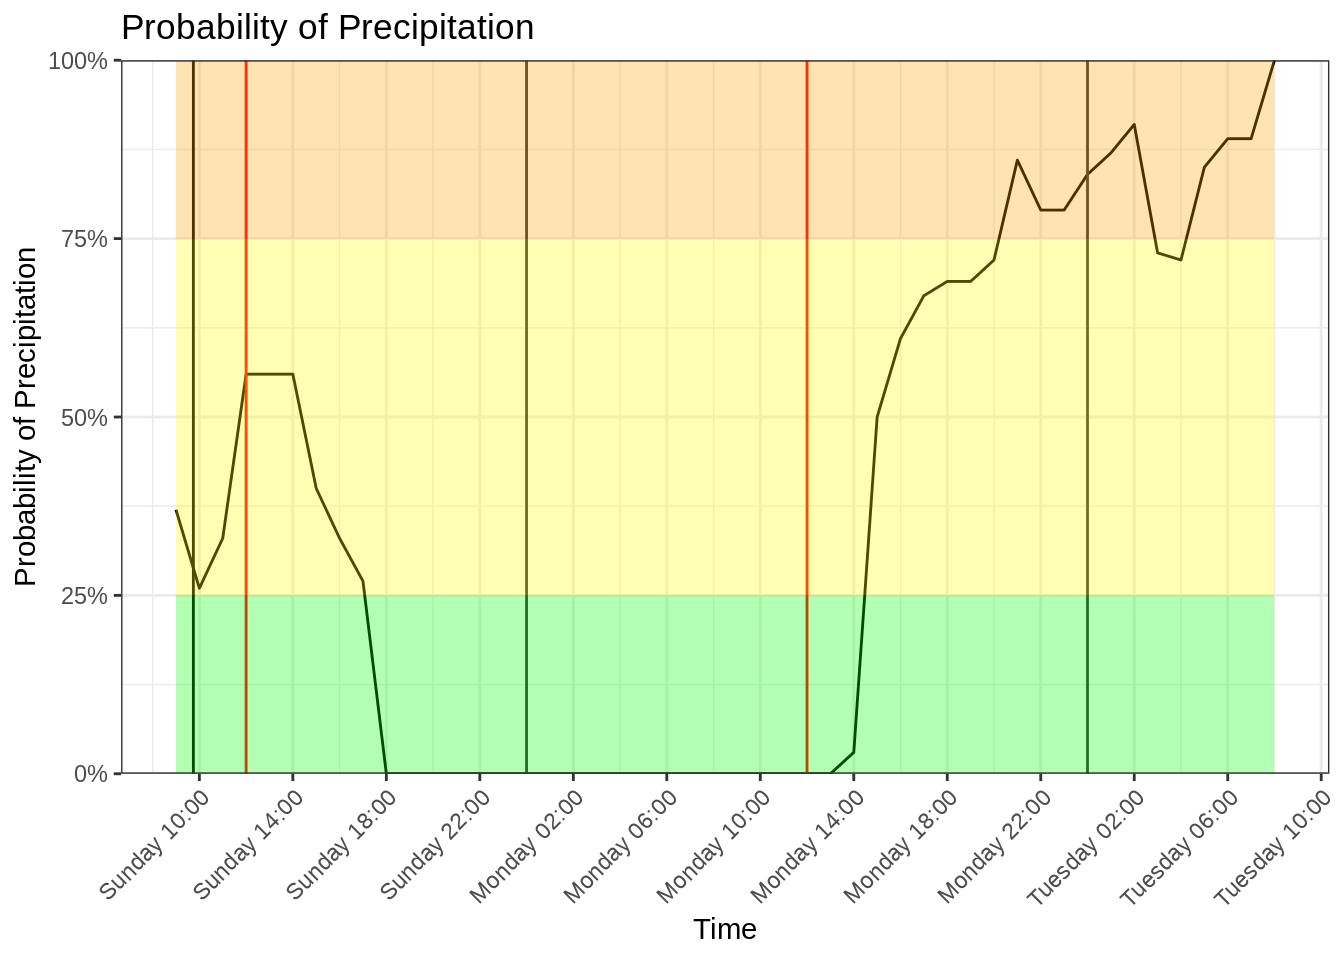 Probability of Precipitation
Probability of Precipitation
100%
75%
50%
25%
0%
Sunday 10:00
Sunday 14:00
Sunday 18:00
Sunday 22:00
Monday 02:00
Monday 06:00
Monday 10:00
Monday 14:00
Monday 18:00
Monday 22:00
Tuesday 02:00
Tuesday 06:00
Tuesday 10:00
Time